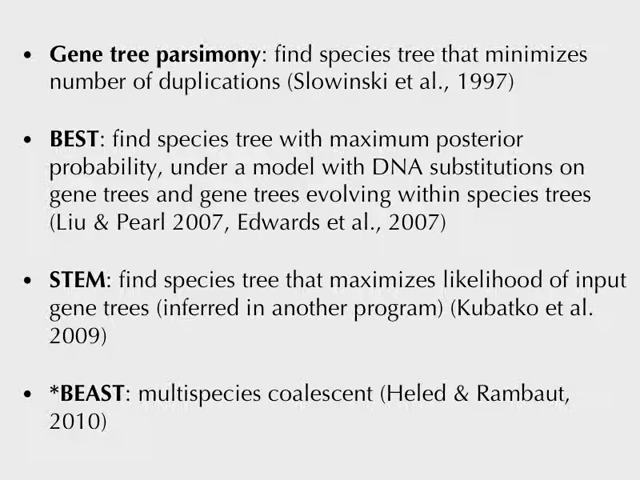 • Gene tree parsimony: find species tree that minimizes
number of duplications (Slowinski et al., 1997)
• BEST: find species tree with maximum posterior
probability, under a model with DNA substitutions on
gene trees and gene trees evolving within species trees
(Liu & Pearl 2007, Edwards et al., 2007)
• STEM: find species tree that maximizes likelihood of input
gene trees (inferred in another program) (Kubatko et al.
2009)
• *BEAST: multispecies coalescent (Heled & Rambaut,
2010)